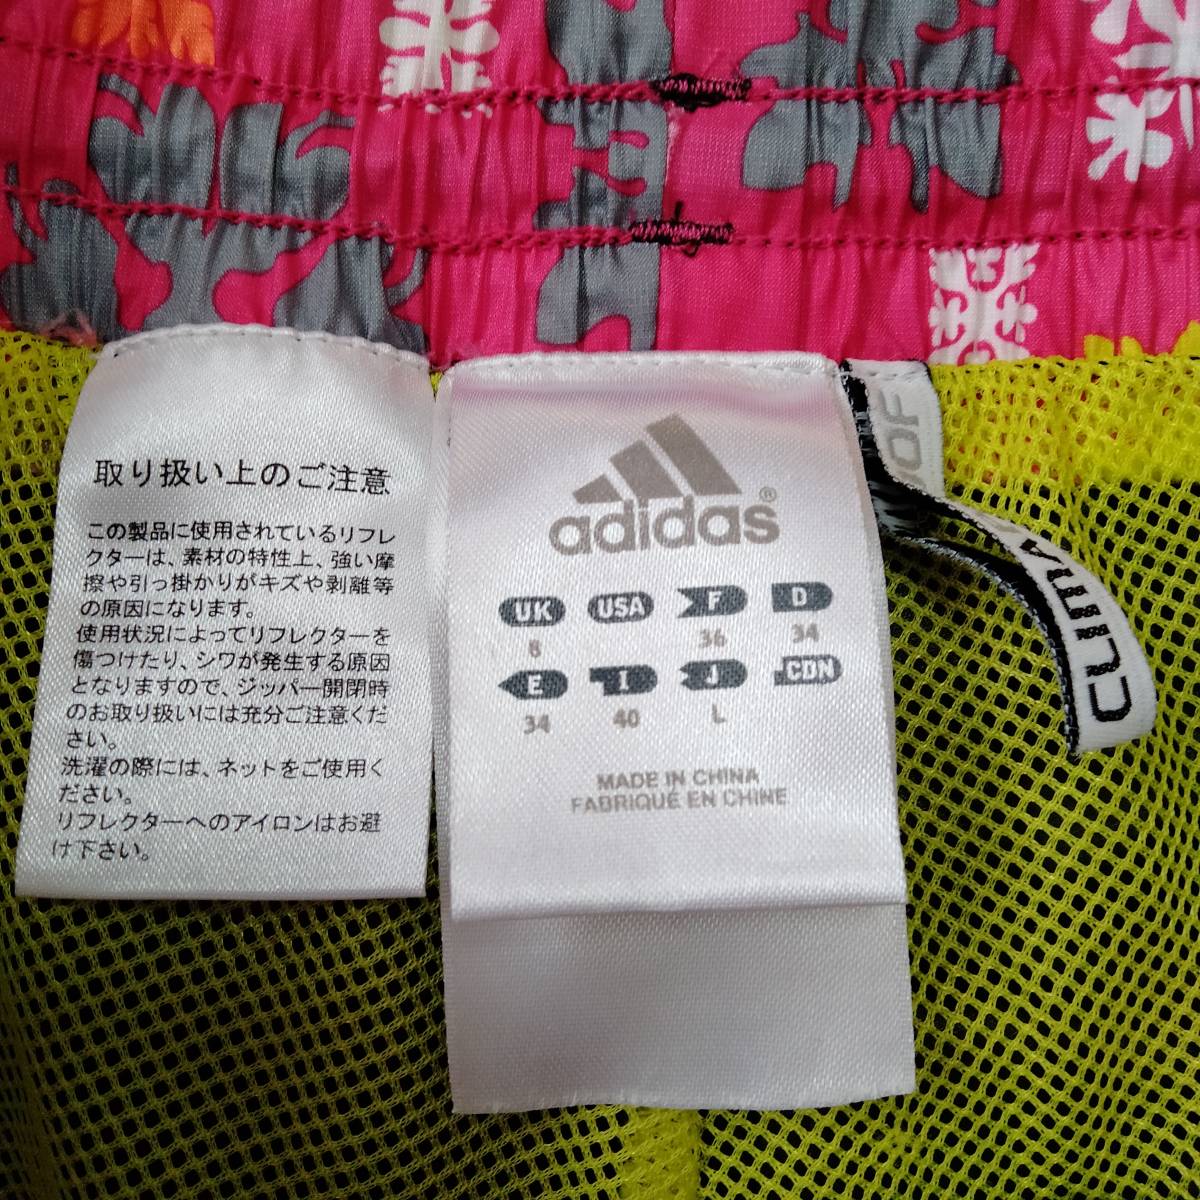 取り扱い上のご注意
この製品に使用されているリフレ
クターは、素材の特性上、強い摩
擦や引っ掛かりがキズや剥離等
の原因になります。
使用状況によってリフレクターを
傷つけたり、シワが発生する原因
となりますので、ジッパー開閉時
のお取り扱いには充分ご注意くだ
さい。
洗濯の際には、ネットをご使用く
ださい。
リフレクターへのアイロンはお避
け下さい。
adidas®
UK USA F D
8 36 34
E I J CDN
34 40 L
MADE IN CHINA
FABRIQUÉ EN CHINE
OOF
CLIMA